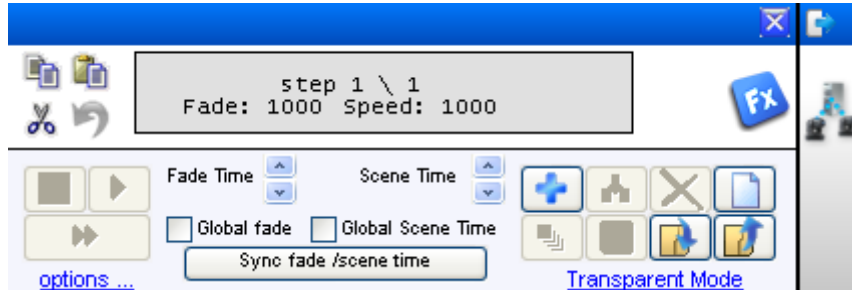 step 1 \ 1
Fade: 1000 Speed: 1000
Fx
Fade Time
Scene Time
Global fade
Global Scene Time
Sync fade /scene time
options ...
Transparent Mode